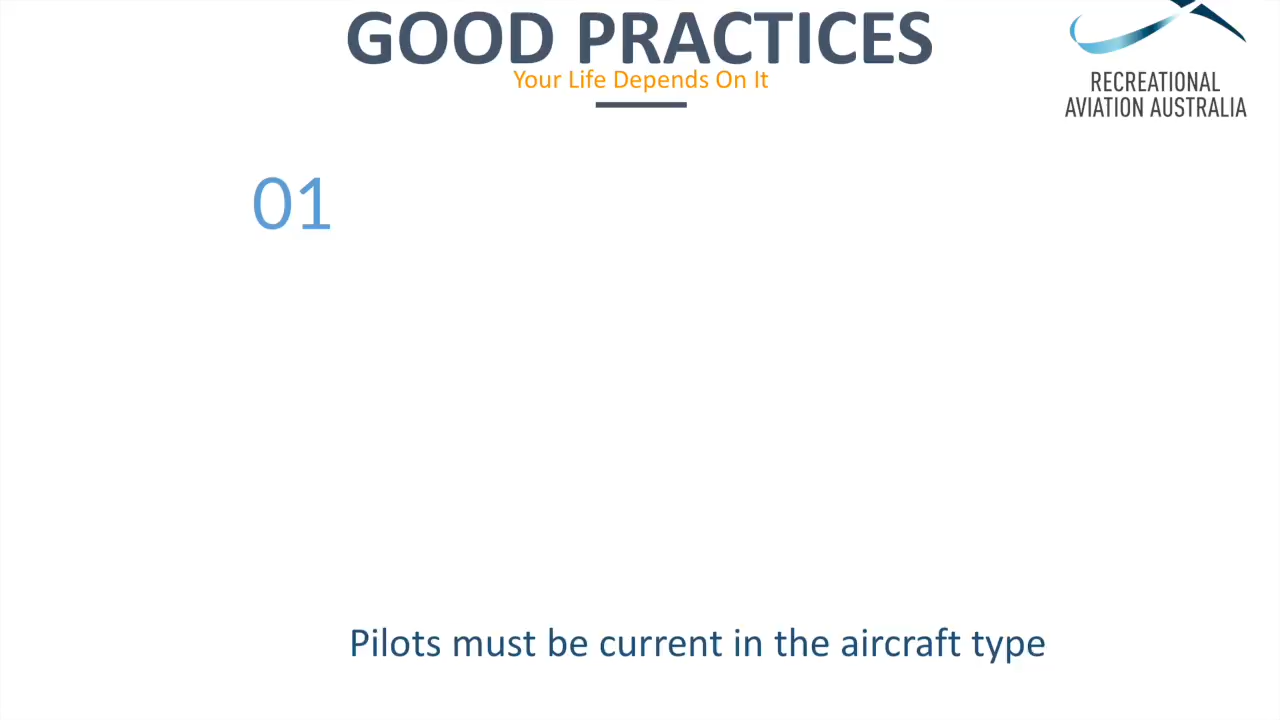 GOOD PRACTICES
Your Life Depends On It
RECREATIONAL
AVIATION AUSTRALIA
01
Pilots must be current in the aircraft type